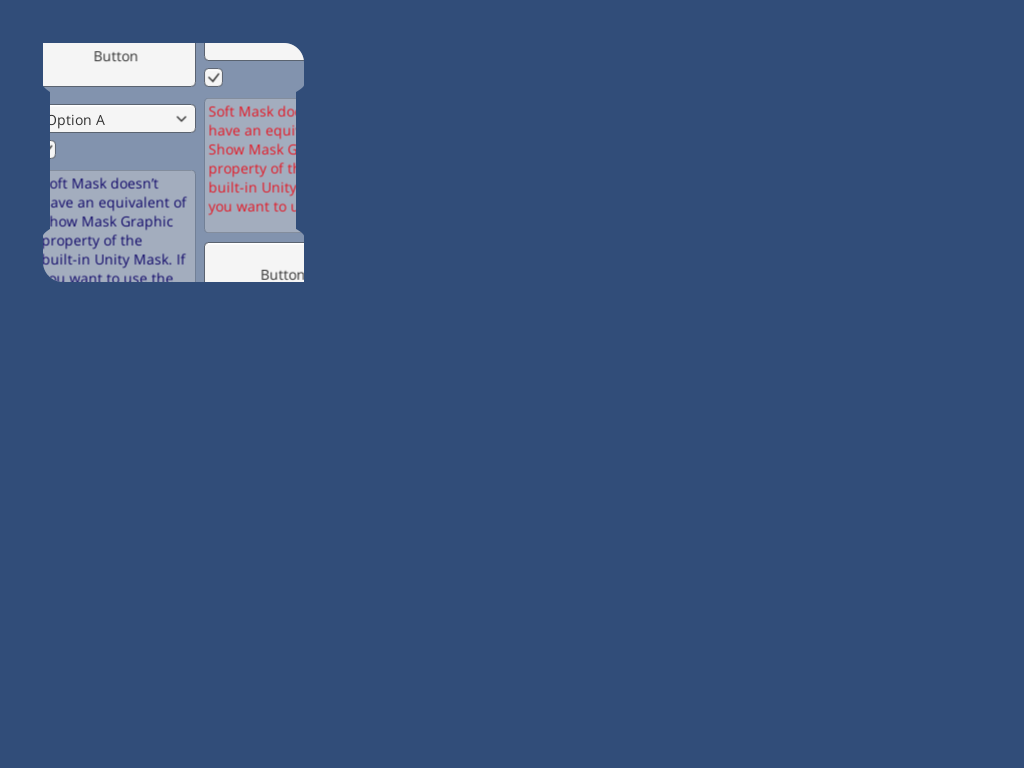 Button
Option A
oft Mask doesn't
ave an equivalent of
how Mask Graphic
property of the
built-in Unity Mask. If
ou want to use the
Soft Mask do
have an equi
Show Mask G
property of th
built-in Unity
you want to u
Button